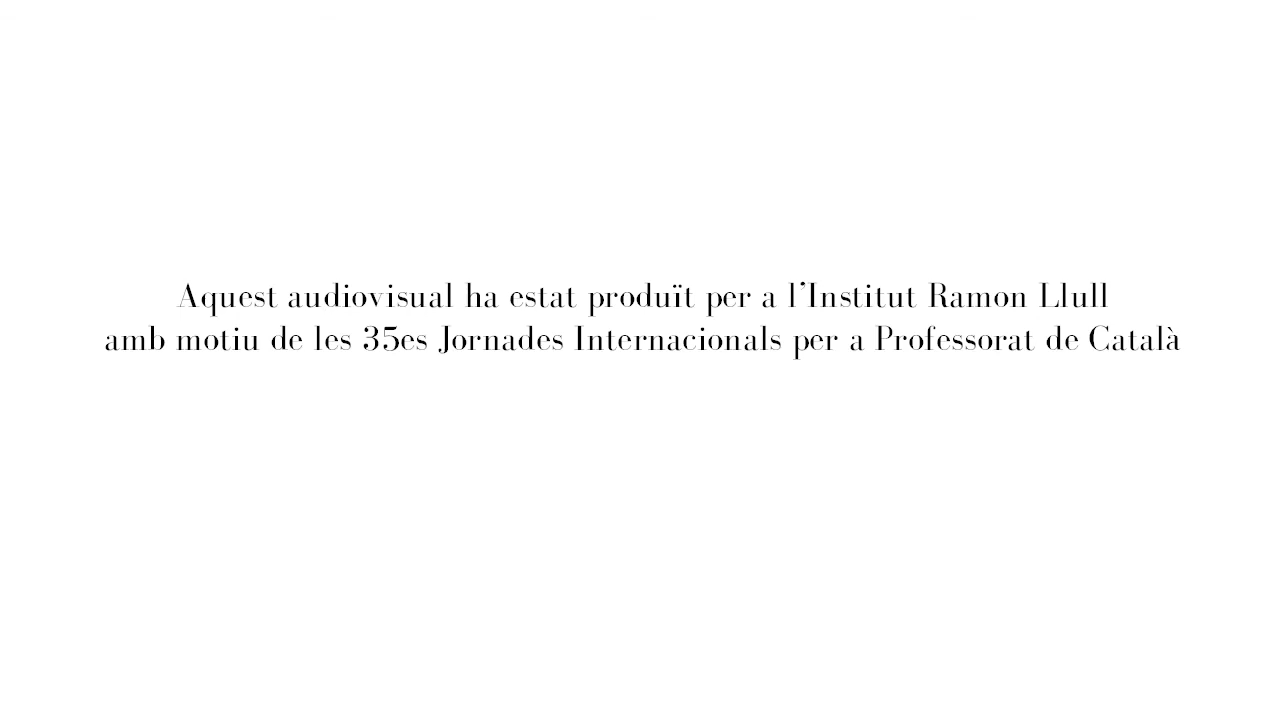 Aquest audiovisual ha estat produït per a l’Institut Ramon Llull
amb motiu de les 35es Jornades Internacionals per a Professorat de Català